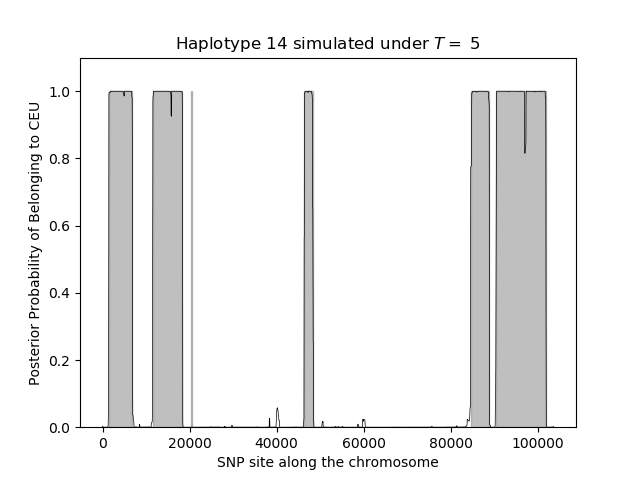 Haplotype 14 simulated under T = 5
Posterior Probability of Belonging to CEU
1.0
0.8
0.6
0.4
0.2
0.0
0 20000 40000 60000 80000 100000
SNP site along the chromosome